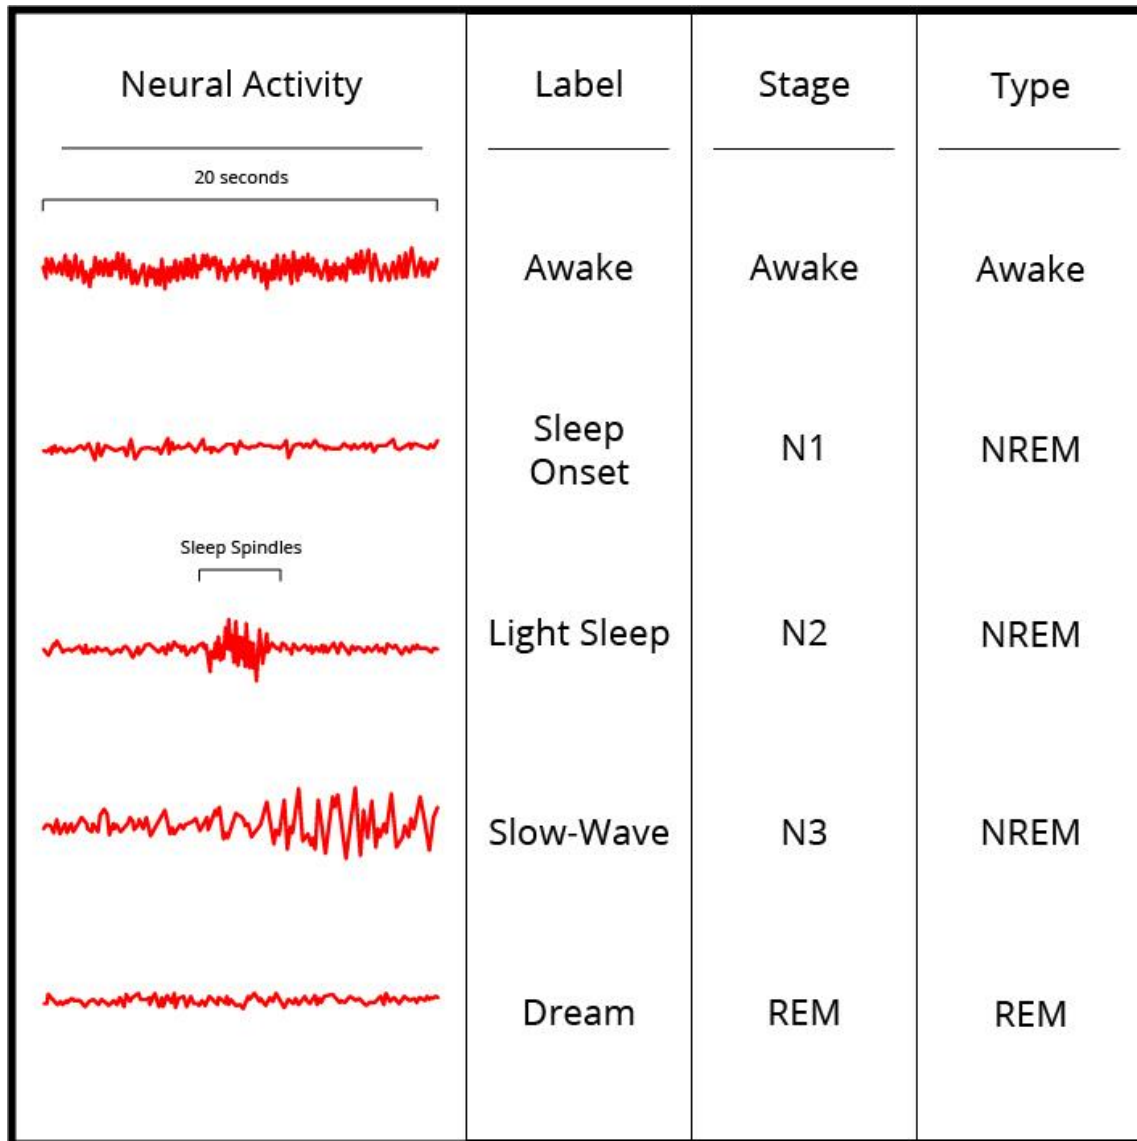 Neural Activity
Label
Stage
Type
20 seconds
Awake
Awake
Awake
Sleep
Onset
N1
NREM
Sleep Spindles
Light Sleep
N2
NREM
Slow-Wave
N3
NREM
Dream
REM
REM